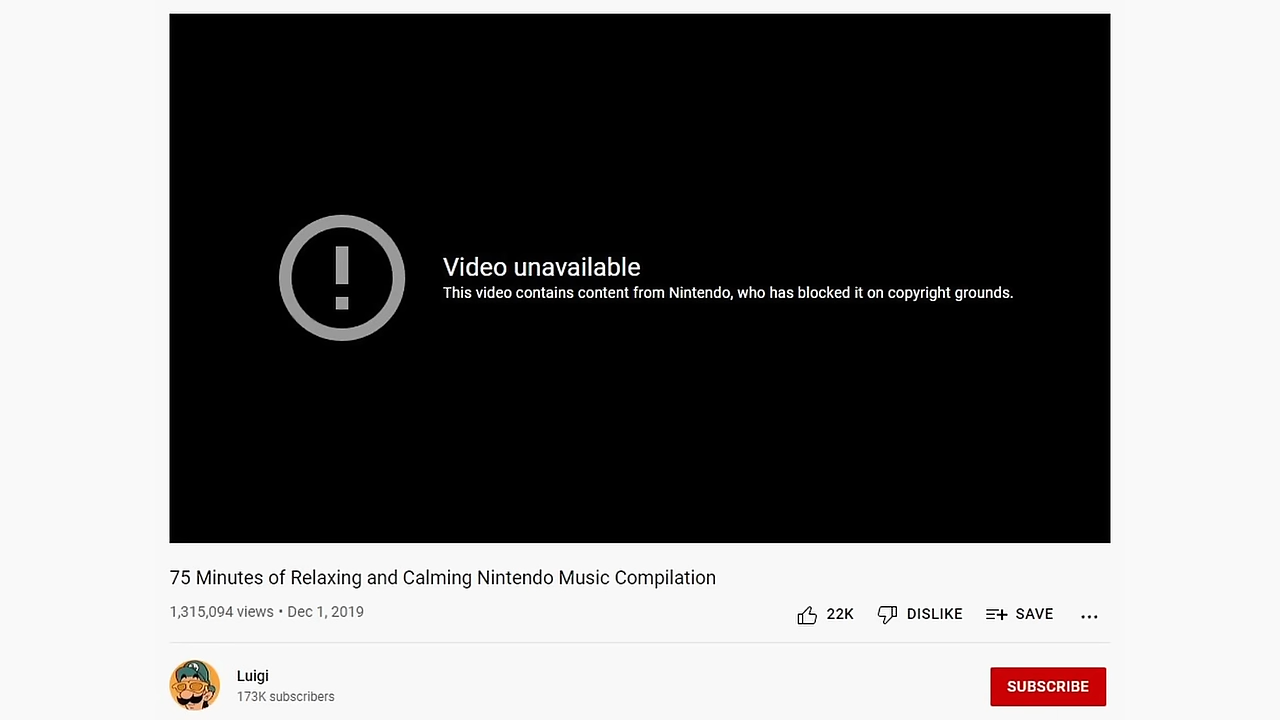 Video unavailable
This video contains content from Nintendo, who has blocked it on copyright grounds.
75 Minutes of Relaxing and Calming Nintendo Music Compilation
1,315,094 views • Dec 1, 2019
22K DISLIKE SAVE ...
Luigi
173K subscribers
SUBSCRIBE